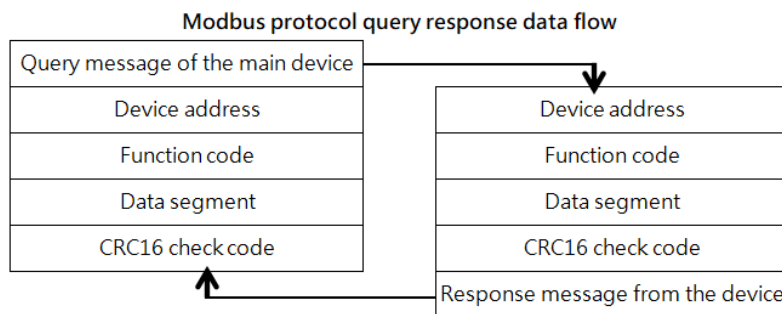 Modbus protocol query response data flow
Query message of the main device
Device address
Function code
Data segment
CRC16 check code
Device address
Function code
Data segment
CRC16 check code
Response message from the device